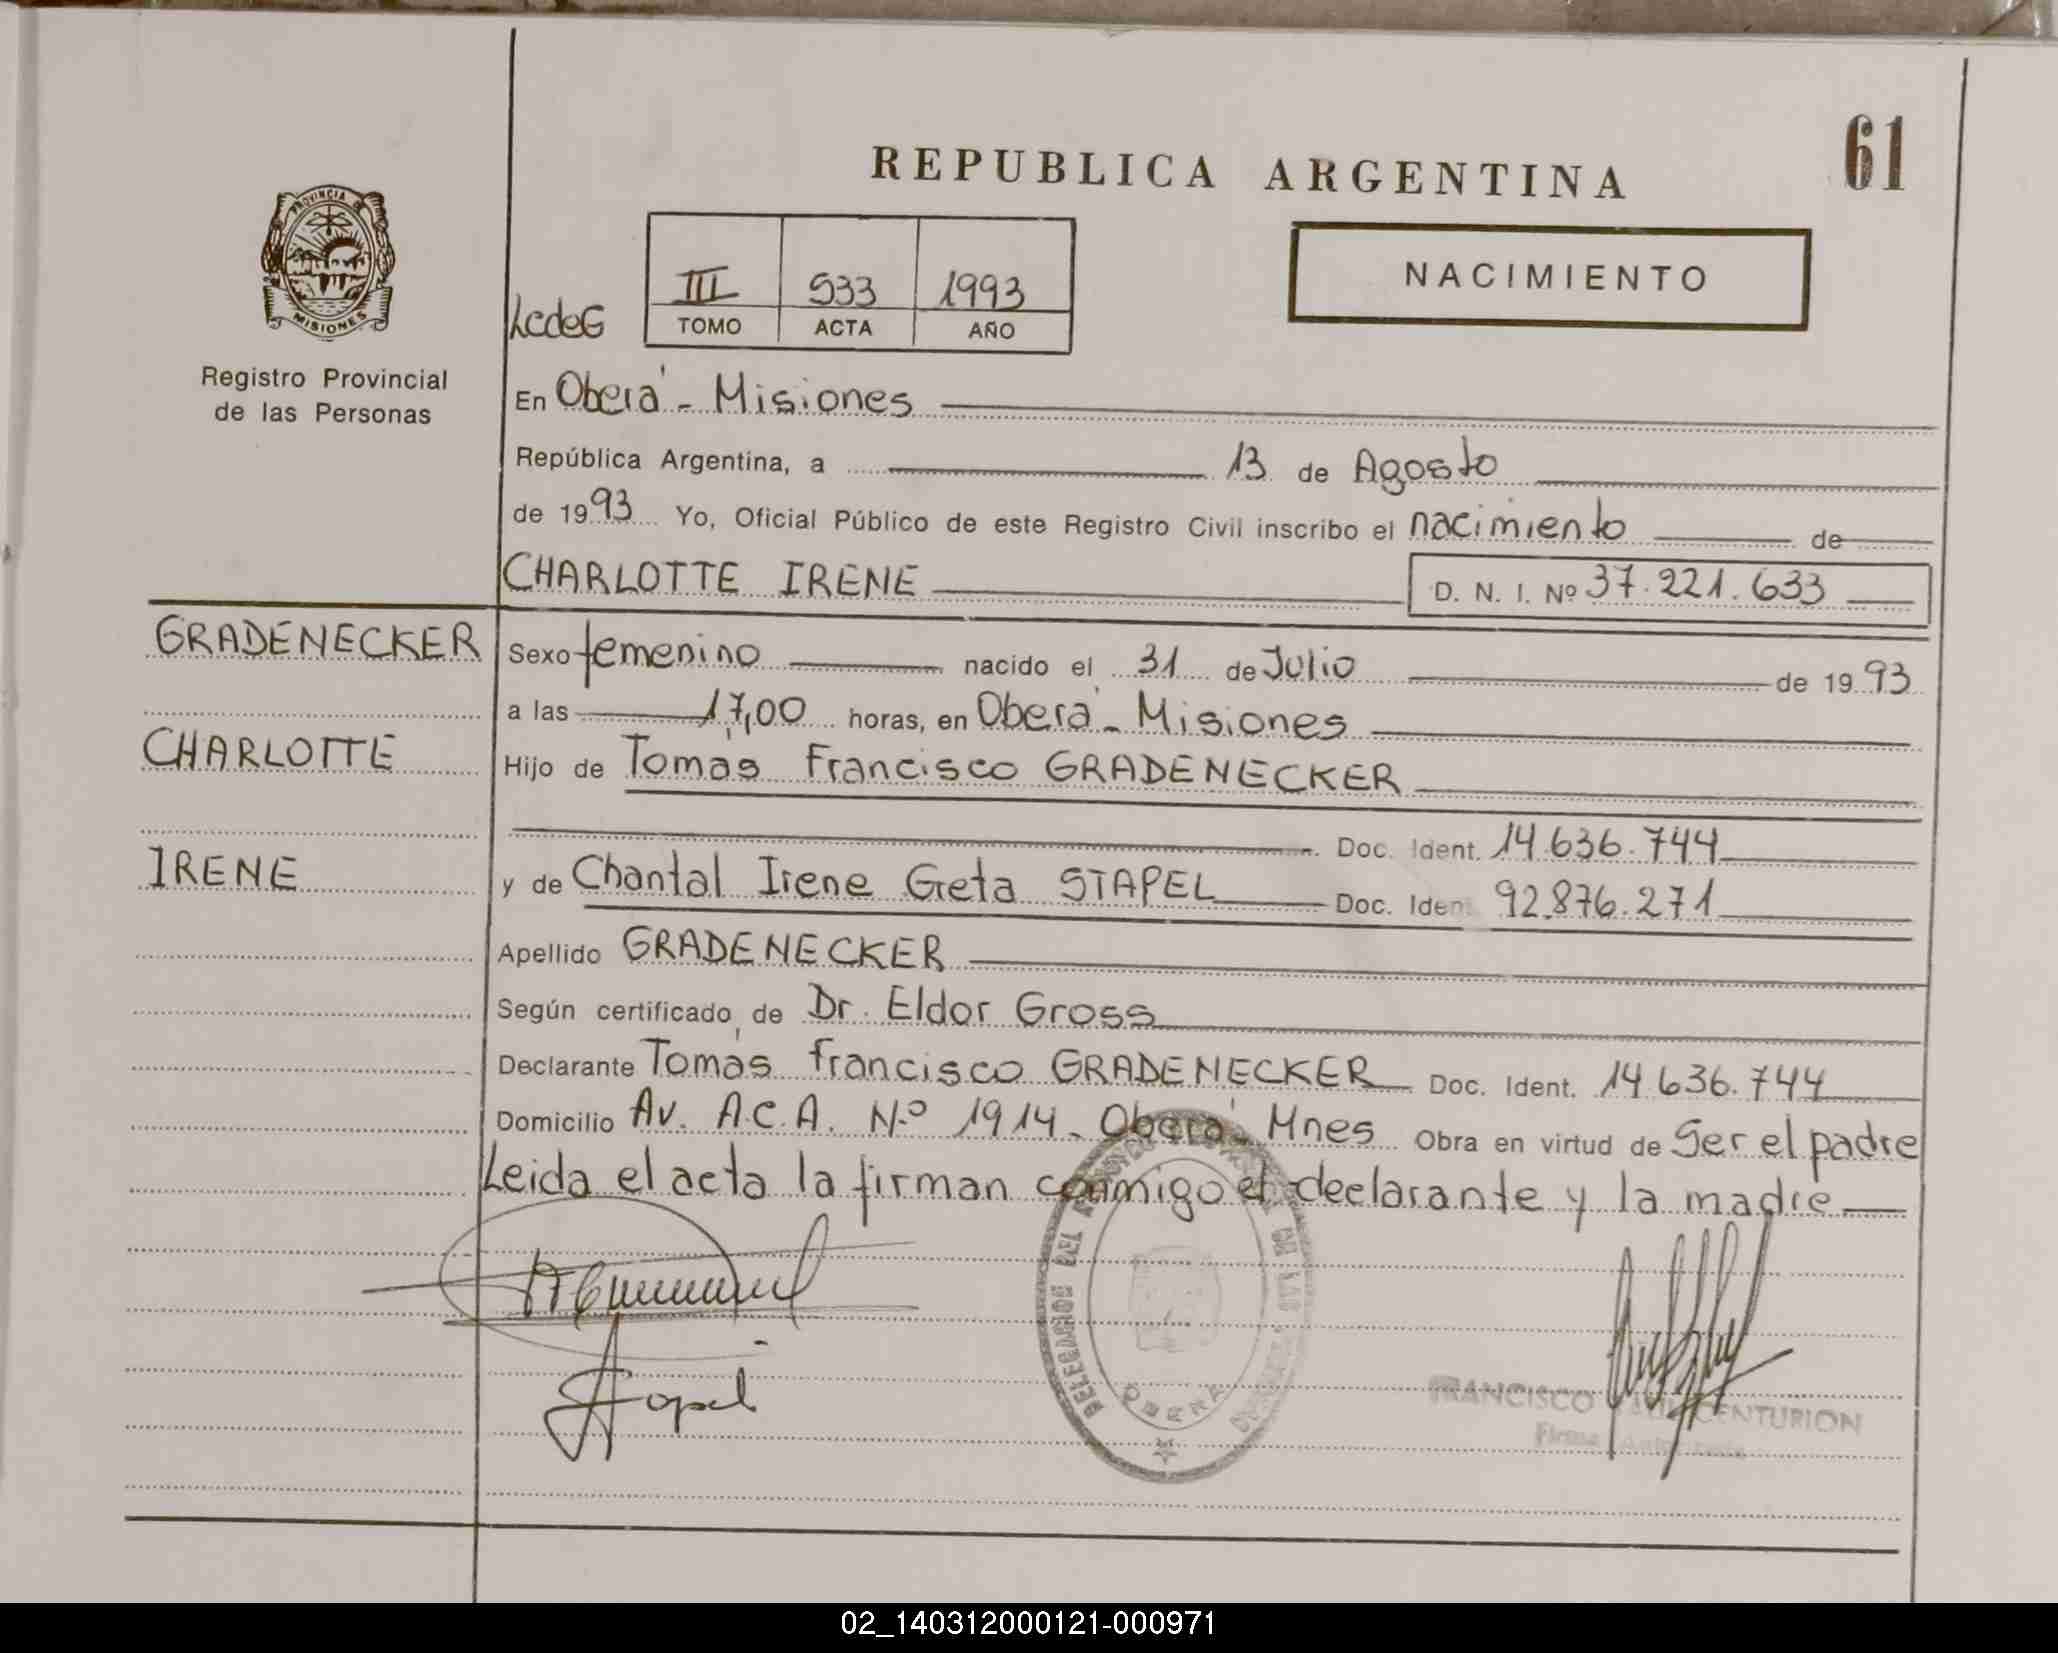 REPUBLICA ARGENTINA
61
PROVINCIA DE
MISIONES
Registro Provincial
de las Personas
NACIMIENTO
III 533 1993
LcdeG
TOMO ACTA AÑO
En Oberá - Misiones
República Argentina, a 13 de Agosto
de 1993 Yo, Oficial Público de este Registro Civil inscribo el nacimiento de
CHARLOTTE IRENE D. N. I. Nº 37.221.633
GRADENECKER
CHARLOTTE
IRENE
Sexo femenino nacido el 31 de Julio de 1993
a las 17,00 horas, en Oberá - Misiones
Hijo de Tomás Francisco GRADENECKER
Doc. Ident. 14.636.744
y de Chantal Irene Greta STAPEL Doc. Ident. 92.876.271
Apellido GRADENECKER
Según certificado de Dr. Eldor Gross
Declarante Tomás Francisco GRADENECKER Doc. Ident. 14.636.744
Domicilio Av. A.C.A. Nº 1914 - Oberá - Mnes Obra en virtud de Ser el padre
Leida el acta la firman conmigo el declarante y la madre
OBERA
FRANCISCO CENTURION
Firma Autorizada
02_140312000121-000971